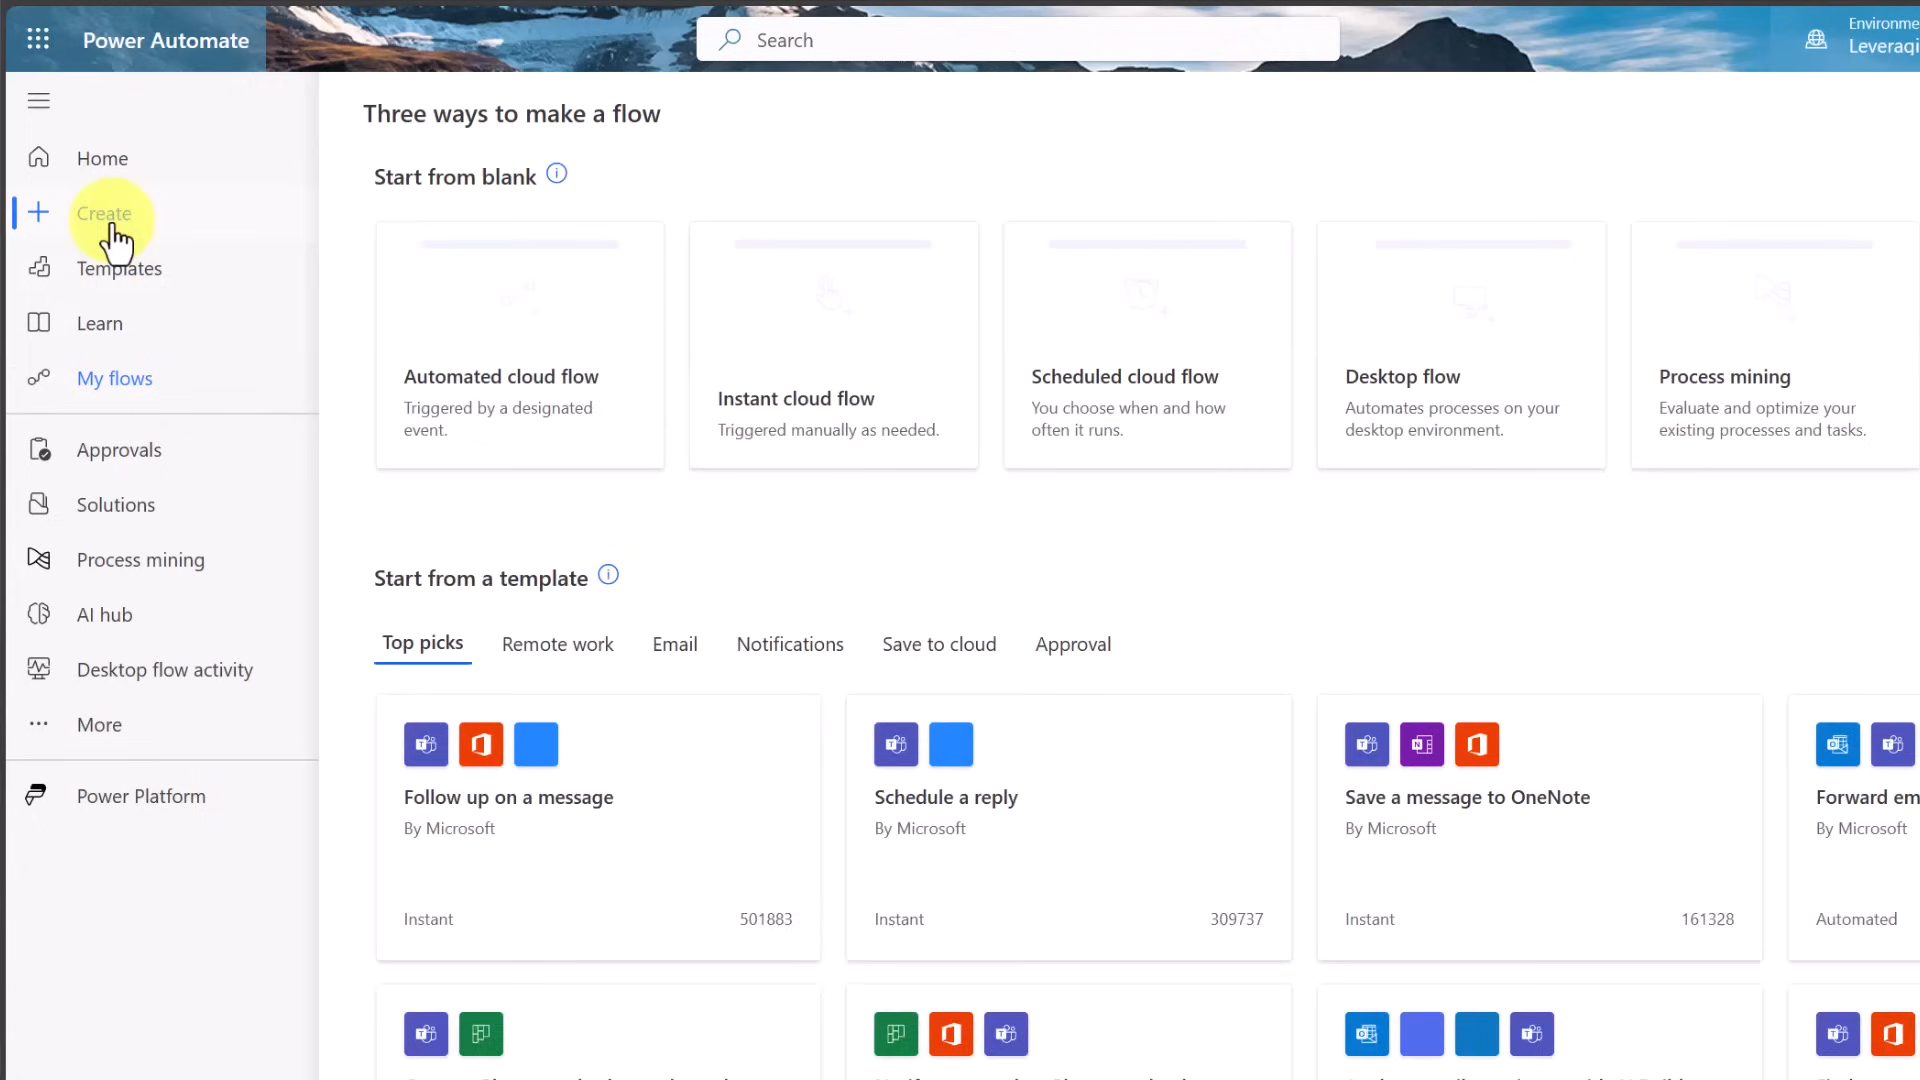 Power Automate
Search
Environme
Leveragi
Home
Create
Templates
Learn
My flows
Approvals
Solutions
Process mining
AI hub
Desktop flow activity
More
Power Platform
Three ways to make a flow
Start from blank
Automated cloud flow
Triggered by a designated
event.
Instant cloud flow
Triggered manually as needed.
Scheduled cloud flow
You choose when and how
often it runs.
Desktop flow
Automates processes on your
desktop environment.
Process mining
Evaluate and optimize your
existing processes and tasks.
Start from a template
Top picks
Remote work
Email
Notifications
Save to cloud
Approval
Follow up on a message
By Microsoft
Instant
501883
Schedule a reply
By Microsoft
Instant
309737
Save a message to OneNote
By Microsoft
Instant
161328
Forward em
By Microsoft
Automated